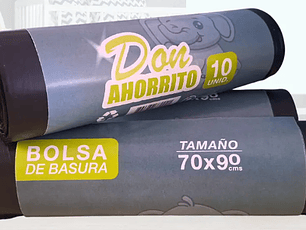 Don
AHORRITO
10
UNID.
BOLSA
DE BASURA
TAMAÑO
70x90
cms